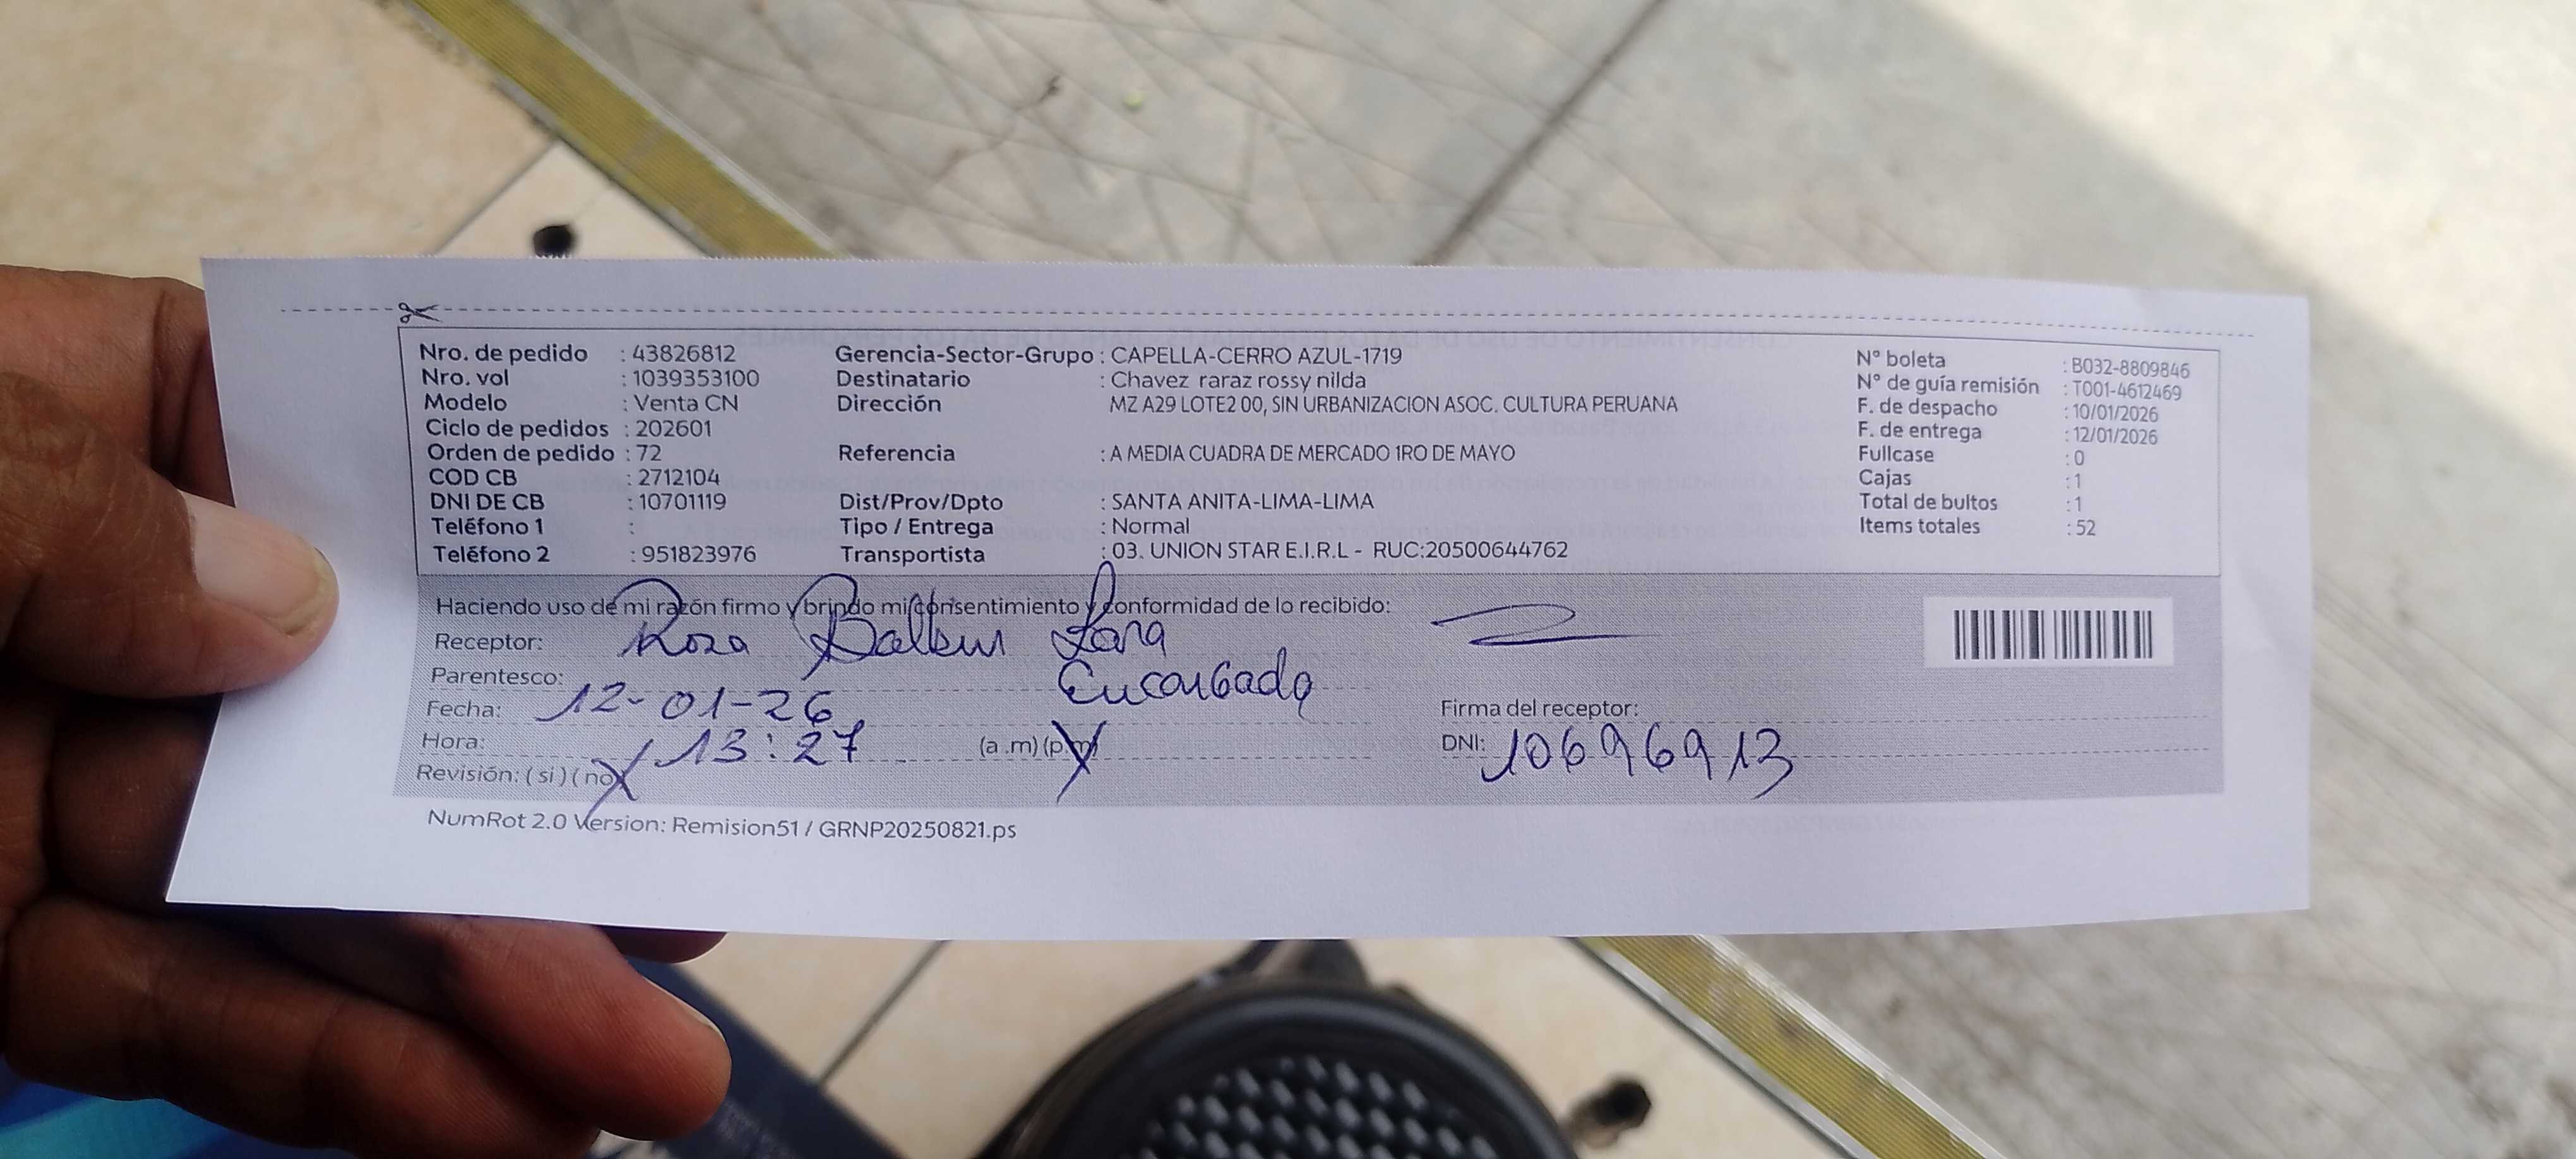 Nro. de pedido : 43826812 Gerencia-Sector-Grupo : CAPELLA-CERRO AZUL-1719 N° boleta : B032-8809846
Nro. vol : 1039353100 Destinatario : Chavez raraz rossy nilda N° de guía remisión : T001-4612469
Modelo : Venta CN Dirección MZ A29 LOTE2 00, SIN URBANIZACION ASOC. CULTURA PERUANA F. de despacho : 10/01/2026
Ciclo de pedidos : 202601 F. de entrega : 12/01/2026
Orden de pedido : 72 Referencia : A MEDIA CUADRA DE MERCADO 1RO DE MAYO Fullcase : 0
COD CB : 2712104 Cajas : 1
DNI DE CB : 10701119 Dist/Prov/Dpto : SANTA ANITA-LIMA-LIMA Total de bultos : 1
Teléfono 1 : Tipo / Entrega : Normal Items totales : 52
Teléfono 2 : 951823976 Transportista : 03. UNION STAR E.I.R.L - RUC:20500644762
Haciendo uso de mi razón firmo y brindo mi consentimiento y conformidad de lo recibido:
Receptor: Rosa Lara
Parentesco: Encargada
Fecha: 12-01-26 Firma del receptor:
Hora: 13:27 (a .m) (p.m) DNI: 10696913
Revisión: ( si ) ( no)
NumRot 2.0 Version: Remision51 / GRNP20250821.ps